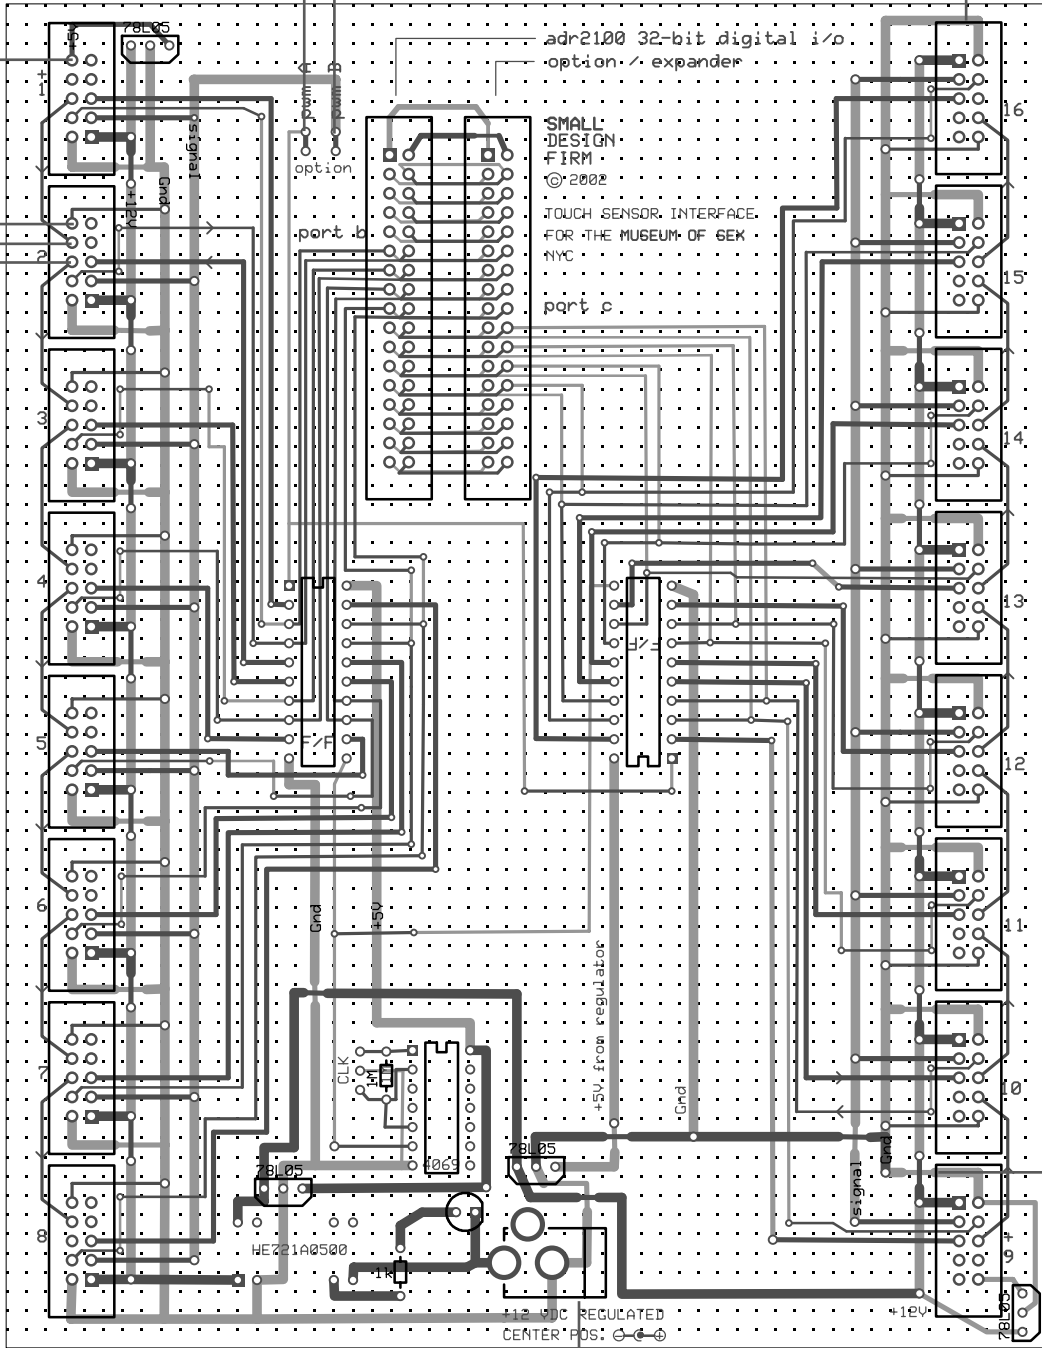 78L05
+5V
adr2100 32-bit digital i/o
option / expander
+
1
16
signal
SMALL
DESIGN
FIRM
© 2002
option
Gnd
+12V
TOUCH SENSOR INTERFACE
FOR THE MUSEUM OF SEX
NYC
port b
2
15
port c
3
14
4
13
F/F
F/F
5
12
6
11
Gnd
+5V
+5V from regulator
CLK
1M
7
10
Gnd
4069
78L05
78L05
Gnd
signal
8
HE721A0500
+
9
1k
+12 VDC REGULATED
CENTER POS.
+12V
78L05